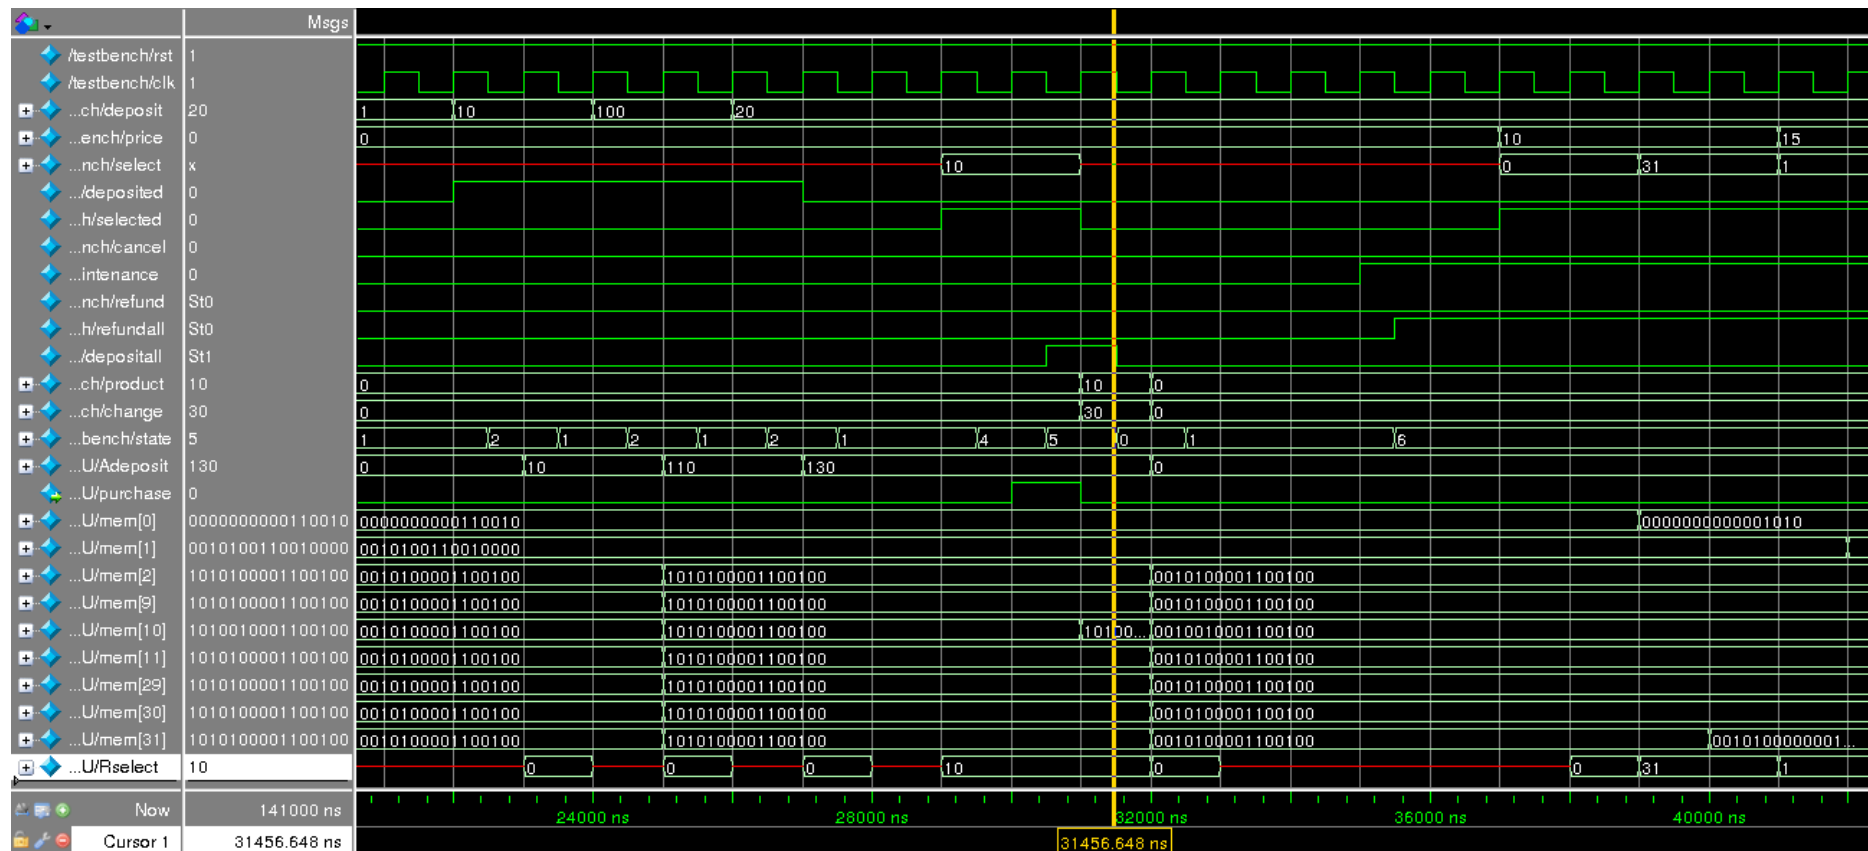 Msgs
/testbench/rst 1
/testbench/clk 1
...ch/deposit 20 1 10 100 20
...ench/price 0 0 10 15
...nch/select x 10 0 31 1
.../deposited 0
...h/selected 0
...nch/cancel 0
...intenance 0
...nch/refund St0
...h/refundall St0
.../depositall St1
...ch/product 10 0 10 0
...ch/change 30 0 30 0
...bench/state 5 1 2 1 2 1 2 1 4 5 0 1 6
...U/Adeposit 130 0 10 110 130 0
...U/purchase 0
...U/mem[0] 0000000000110010 0000000000110010 0000000000001010
...U/mem[1] 0010100110010000 0010100110010000
...U/mem[2] 1010100001100100 0010100001100100 1010100001100100 0010100001100100
...U/mem[9] 1010100001100100 0010100001100100 1010100001100100 0010100001100100
...U/mem[10] 1010010001100100 0010100001100100 1010100001100100 10100... 0010010001100100
...U/mem[11] 1010100001100100 0010100001100100 1010100001100100 0010100001100100
...U/mem[29] 1010100001100100 0010100001100100 1010100001100100 0010100001100100
...U/mem[30] 1010100001100100 0010100001100100 1010100001100100 0010100001100100
...U/mem[31] 1010100001100100 0010100001100100 1010100001100100 0010100001100100 0010100000001...
...U/Rselect 10 0 0 0 10 0 0 31 1
Now 141000 ns 24000 ns 28000 ns 32000 ns 36000 ns 40000 ns
Cursor 1 31456.648 ns 31456.648 ns